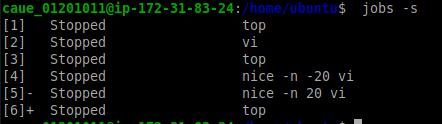 caue_01201011@ip-172-31-83-24:/home/ubuntu$ jobs -s
[1] Stopped top
[2] Stopped vi
[3] Stopped top
[4] Stopped nice -n -20 vi
[5]- Stopped nice -n 20 vi
[6]+ Stopped top